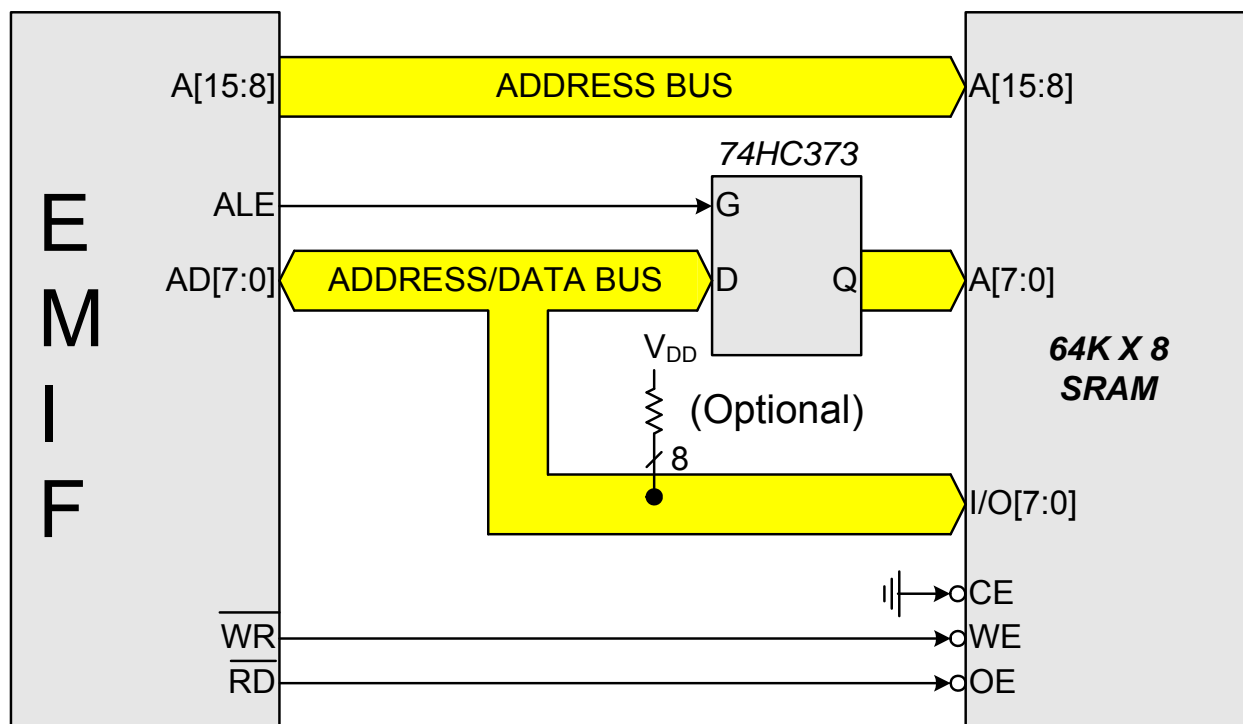 A[15:8] ADDRESS BUS A[15:8]
74HC373
ALE G
E
M
I
F
AD[7:0] ADDRESS/DATA BUS D Q A[7:0]
VDD
(Optional)
8
64K X 8
SRAM
I/O[7:0]
CE
WR WE
RD OE